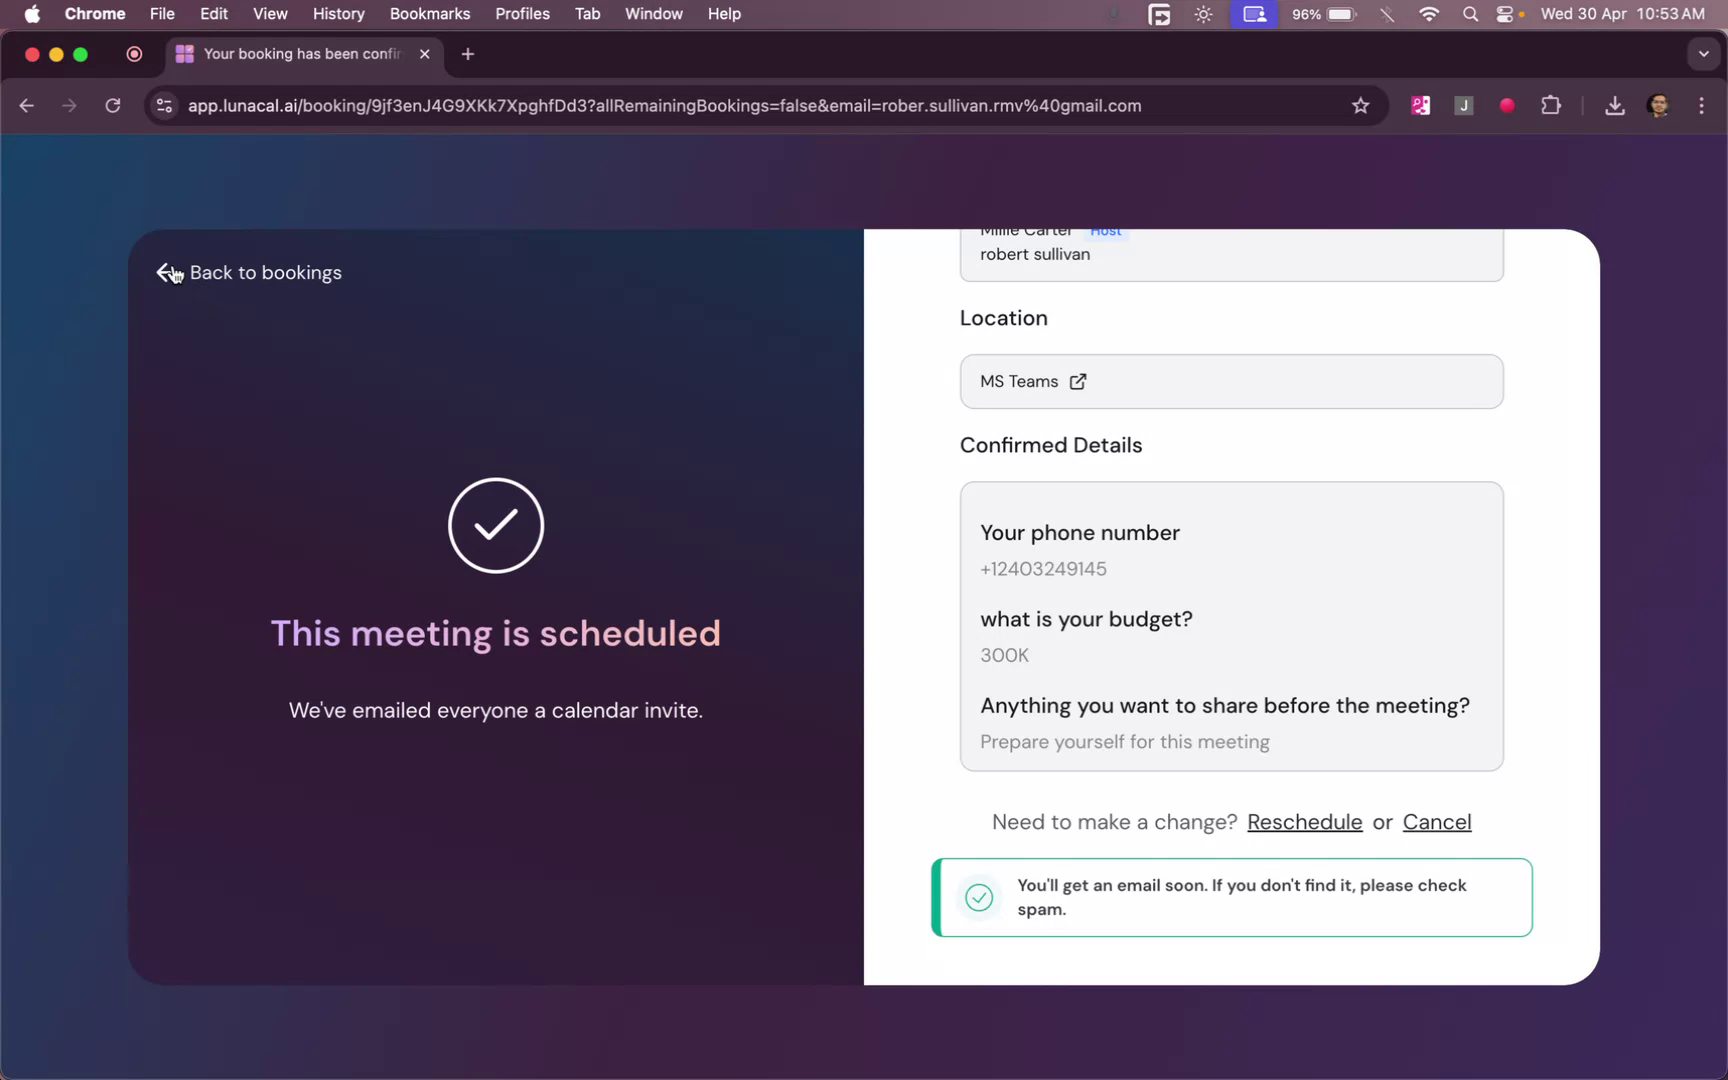 Chrome File Edit View History Bookmarks Profiles Tab Window Help 96% Wed 30 Apr 10:53 AM
Your booking has been confir
app.lunacal.ai/booking/9jf3enJ4G9XKk7XpghfDd3?allRemainingBookings=false&email=rober.sullivan.rmv%40gmail.com J
Back to bookings
This meeting is scheduled
We've emailed everyone a calendar invite.
Millie Carter Host
robert sullivan
Location
MS Teams
Confirmed Details
Your phone number
+12403249145
what is your budget?
300K
Anything you want to share before the meeting?
Prepare yourself for this meeting
Need to make a change? Reschedule or Cancel
You'll get an email soon. If you don't find it, please check
spam.